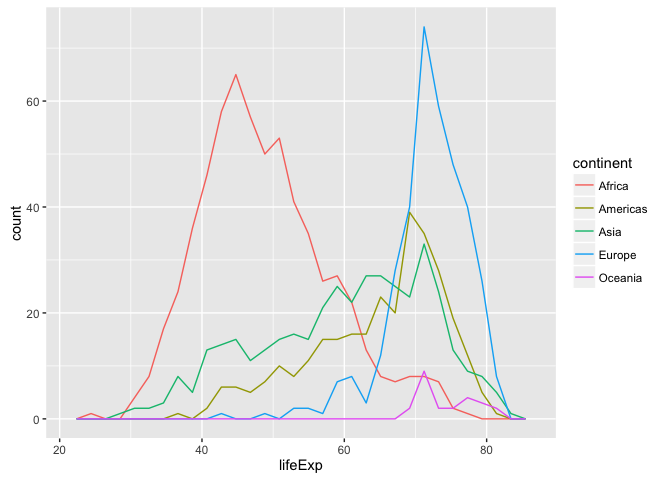 60
40
20
0
count
20 40 60 80
lifeExp
continent
Africa
Americas
Asia
Europe
Oceania